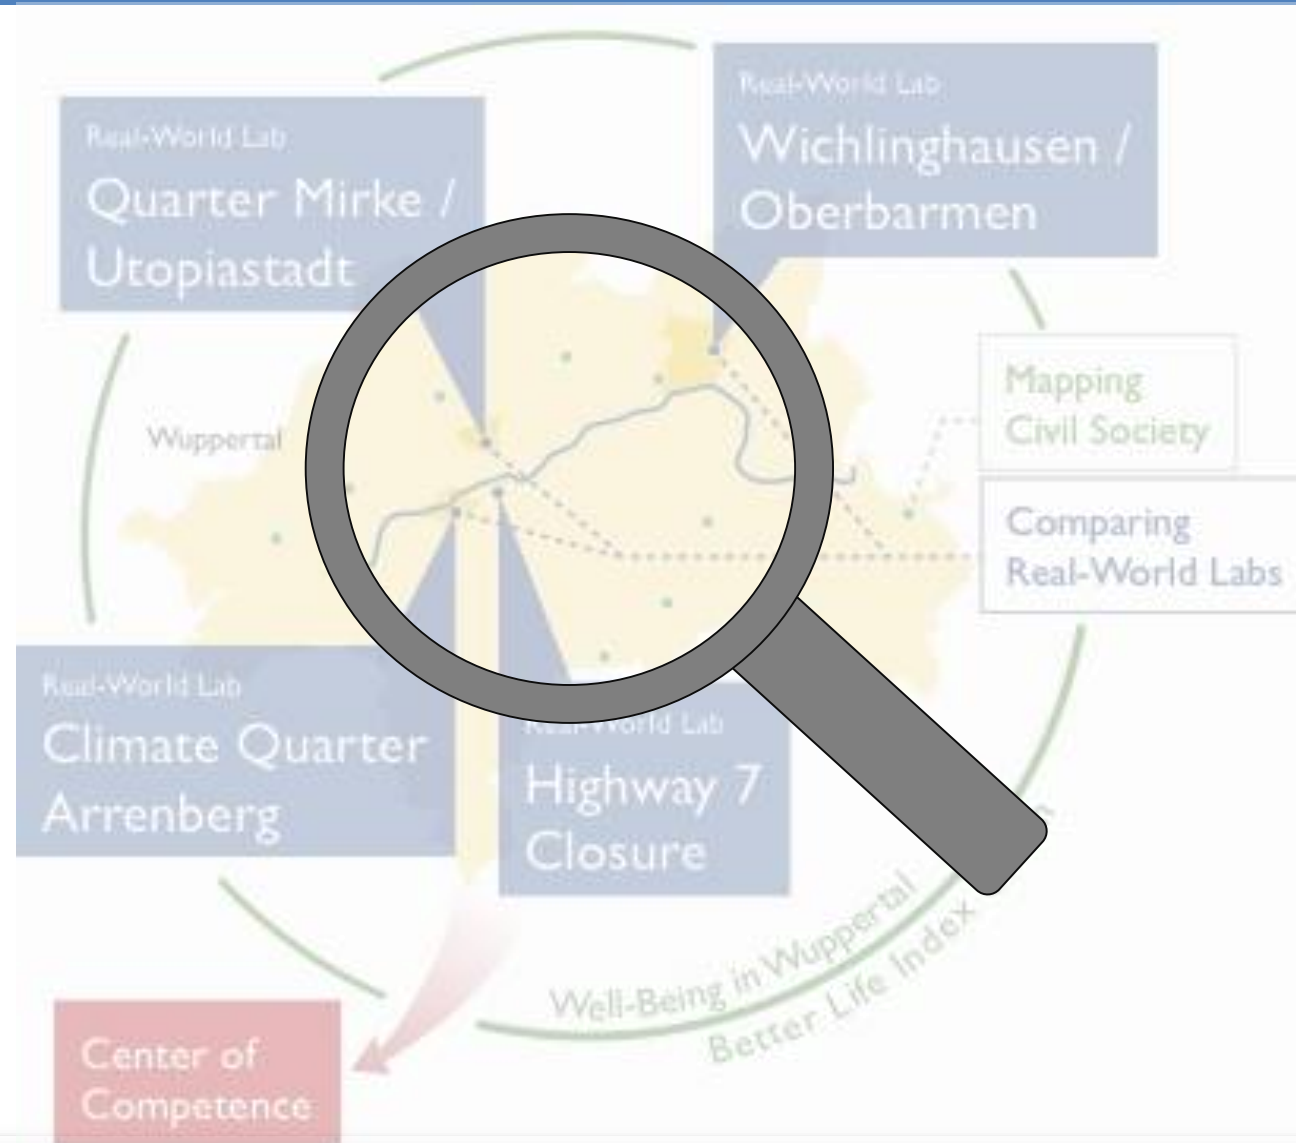 Real-World Lab
Quarter Mirke /
Utopiastadt
Real-World Lab
Wichlinghausen /
Oberbarmen
Mapping
Civil Society
Wuppertal
Comparing
Real-World Labs
Real-World Lab
Climate Quarter
Arrenberg
Real-World Lab
Highway 7
Closure
Well-Being in Wuppertal
Better Life Index
Center of
Competence